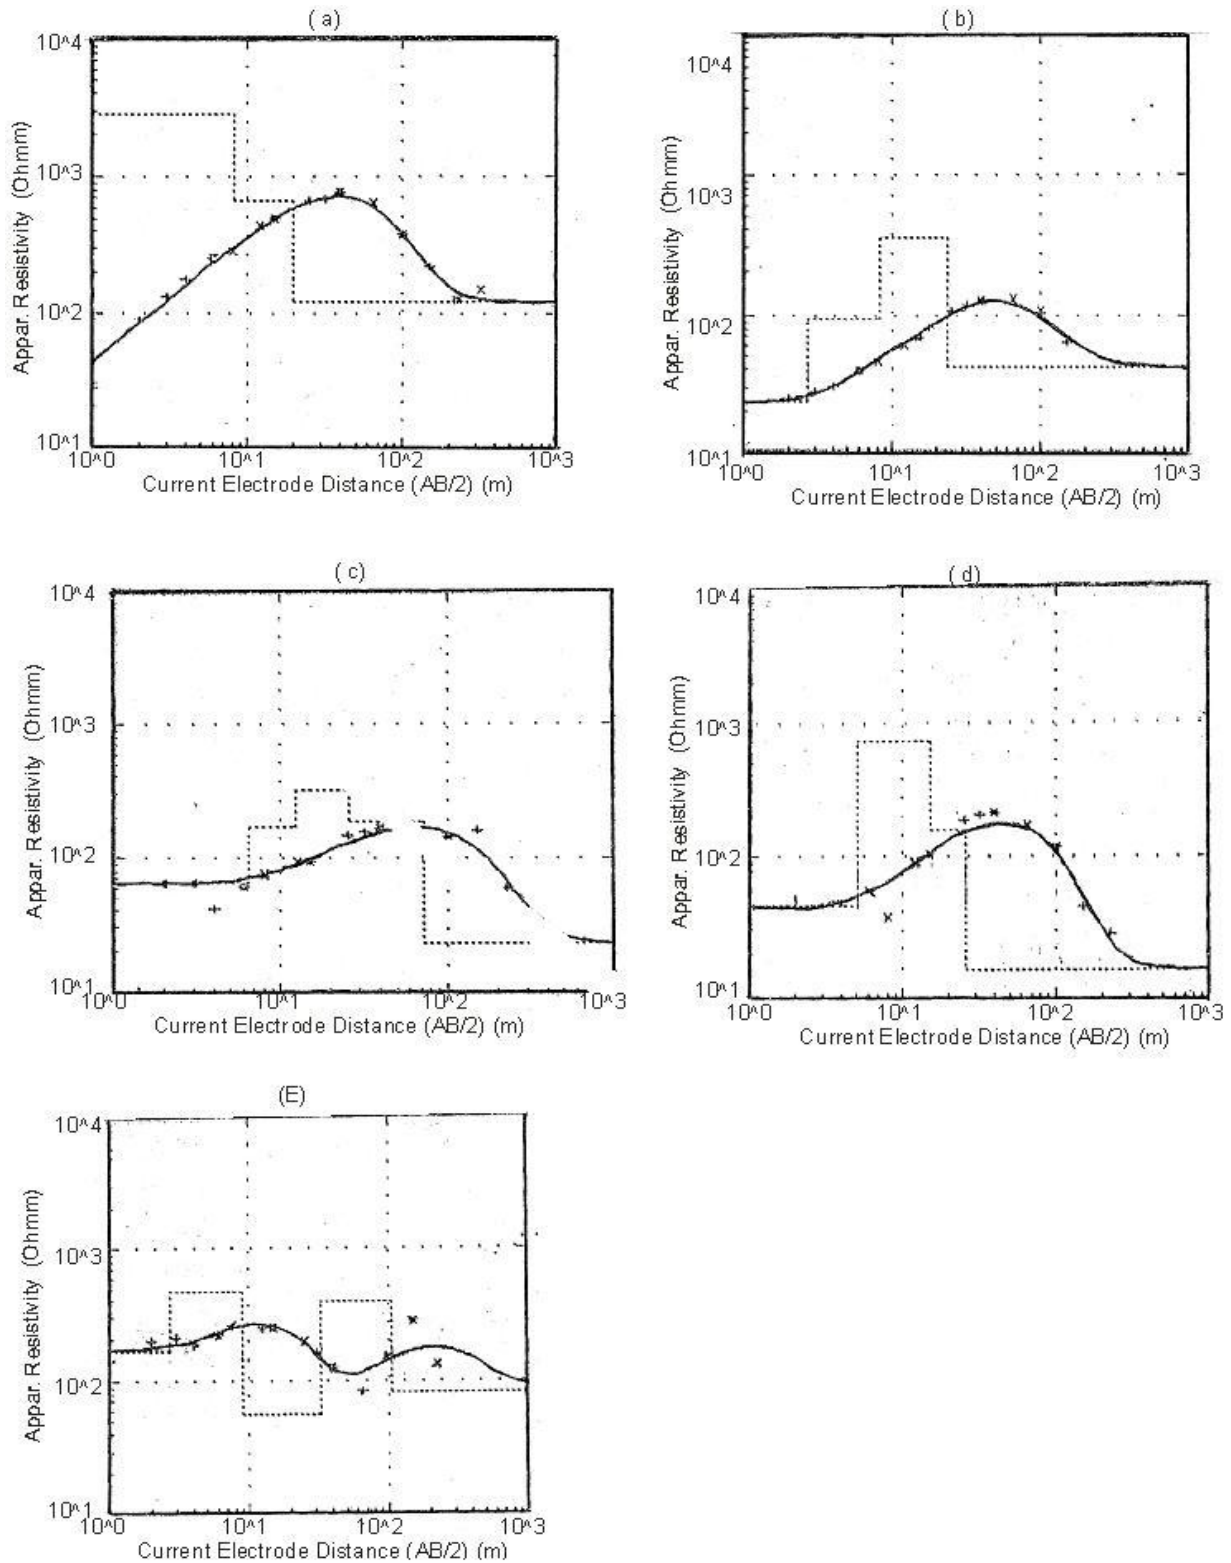 (a)
10^4
10^3
10^2
10^1
Appar. Resistivity (Ohmm)
10^0 10^1 10^2 10^3
Current Electrode Distance (AB/2) (m)
(b)
10^4
10^3
10^2
10^1
Appar. Resistivity (Ohmm)
10^0 10^1 10^2 10^3
Current Electrode Distance (AB/2) (m)
(c)
10^4
10^3
10^2
10^1
Appar. Resistivity (Ohmm)
10^0 10^1 10^2 10^3
Current Electrode Distance (AB/2) (m)
(d)
10^4
10^3
10^2
10^1
Appar. Resistivity (Ohmm)
10^0 10^1 10^2 10^3
Current Electrode Distance (AB/2) (m)
(E)
10^4
10^3
10^2
10^1
Appar. Resistivity (Ohmm)
10^0 10^1 10^2 10^3
Current Electrode Distance (AB/2) (m)